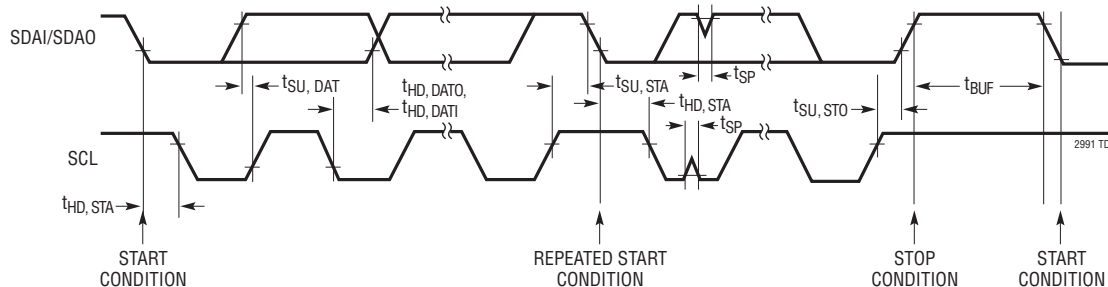 SDAI/SDAO
tSU, DAT
tHD, DATO,
tHD, DATI
tSU, STA
tHD, STA
tSP
tSP
tSU, STO
tBUF
SCL
2991 TD
tHD, STA
START
CONDITION
REPEATED START
CONDITION
STOP
CONDITION
START
CONDITION